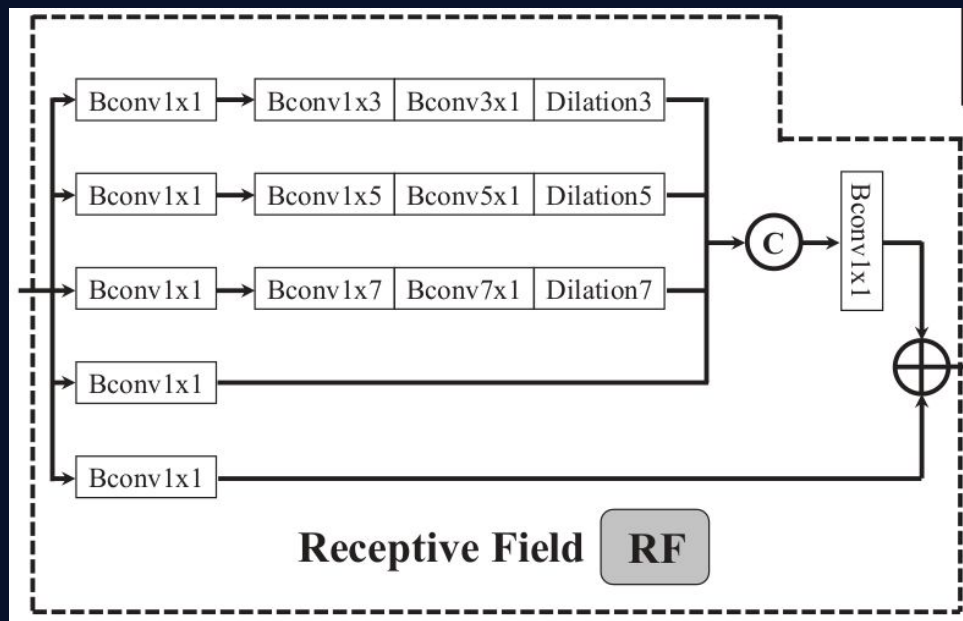 Bconv1x1 Bconv1x3 Bconv3x1 Dilation3
Bconv1x1 Bconv1x5 Bconv5x1 Dilation5
Bconv1x1 Bconv1x7 Bconv7x1 Dilation7
Bconv1x1
Bconv1x1
C
Bconv1x1
Receptive Field RF